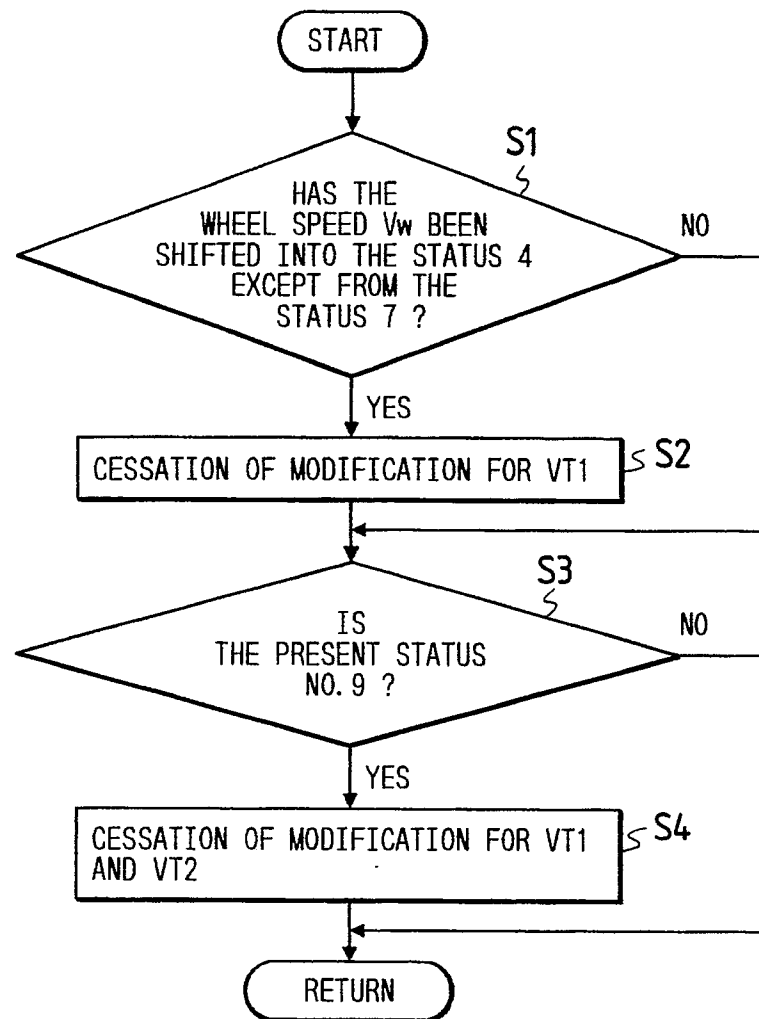 START
S1
HAS THE
WHEEL SPEED Vw BEEN
SHIFTED INTO THE STATUS 4
EXCEPT FROM THE
STATUS 7 ?
NO
YES
CESSATION OF MODIFICATION FOR VT1
S2
S3
IS
THE PRESENT STATUS
NO.9 ?
NO
YES
CESSATION OF MODIFICATION FOR VT1
AND VT2
S4
RETURN